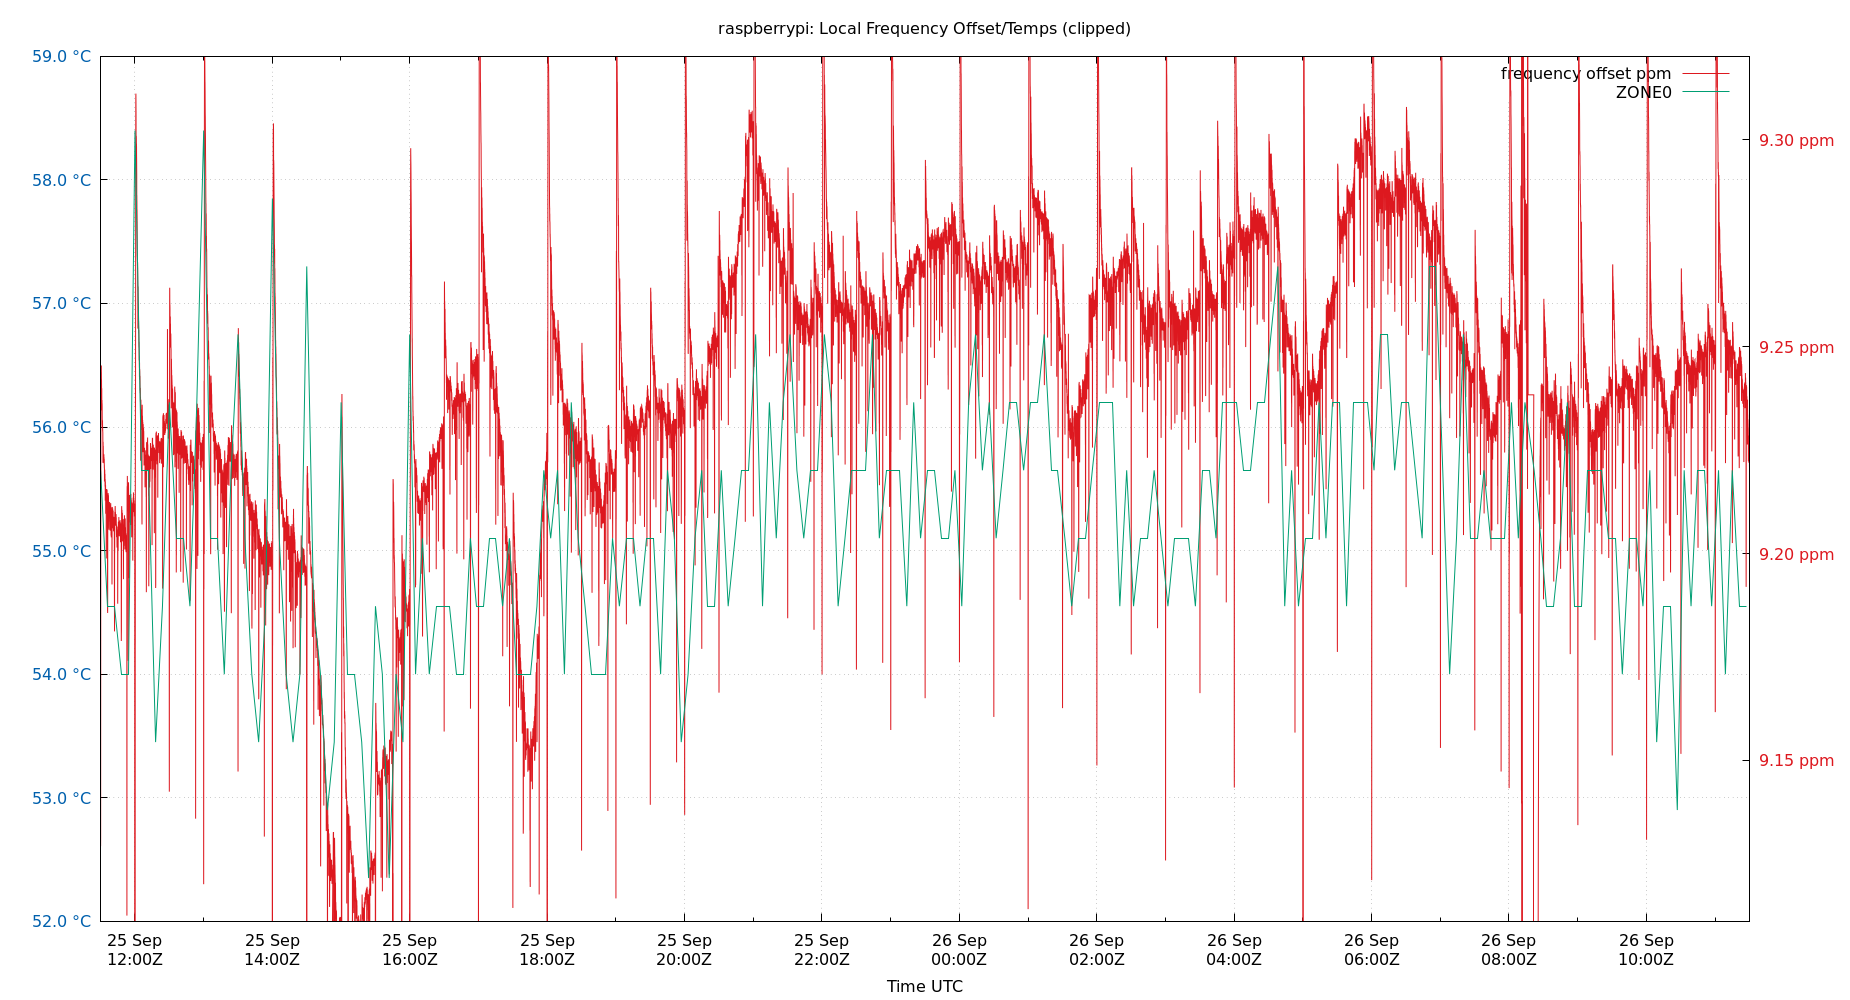 raspberrypi: Local Frequency Offset/Temps (clipped)
59.0 °C
58.0 °C
57.0 °C
56.0 °C
55.0 °C
54.0 °C
53.0 °C
52.0 °C
frequency offset ppm
ZONE0
9.30 ppm
9.25 ppm
9.20 ppm
9.15 ppm
25 Sep 25 Sep 25 Sep 25 Sep 25 Sep 25 Sep 26 Sep 26 Sep 26 Sep 26 Sep 26 Sep 26 Sep
12:00Z 14:00Z 16:00Z 18:00Z 20:00Z 22:00Z 00:00Z 02:00Z 04:00Z 06:00Z 08:00Z 10:00Z
Time UTC